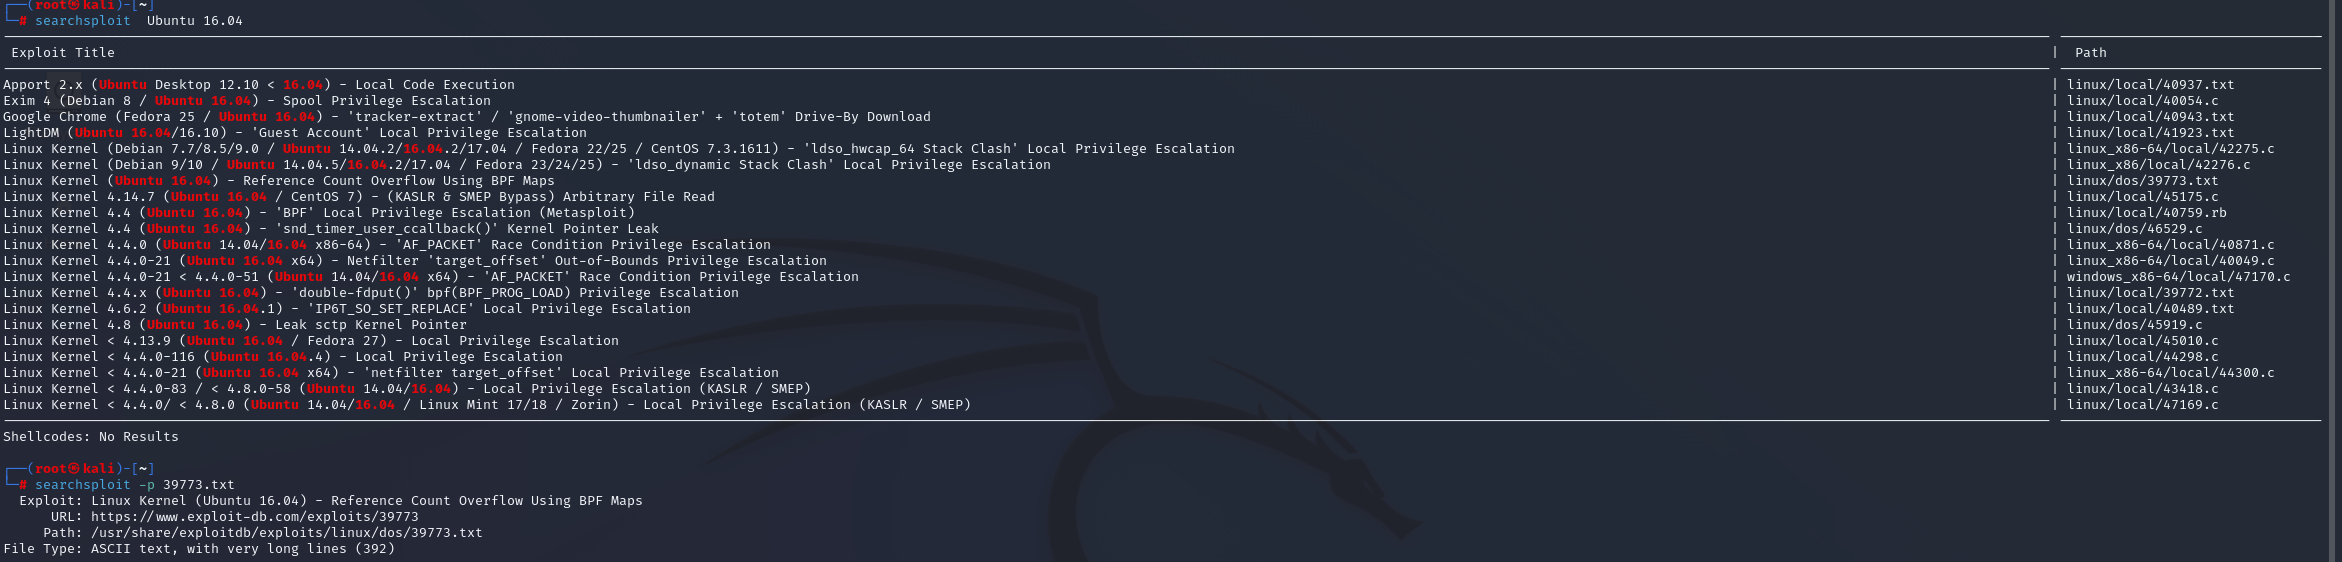 ┌──(root㉿kali)-[~]
└─# searchsploit  Ubuntu 16.04
Exploit Title | Path
Apport 2.x (Ubuntu Desktop 12.10 < 16.04) - Local Code Execution | linux/local/40937.txt
Exim 4 (Debian 8 / Ubuntu 16.04) - Spool Privilege Escalation | linux/local/40054.c
Google Chrome (Fedora 25 / Ubuntu 16.04) - 'tracker-extract' / 'gnome-video-thumbnailer' + 'totem' Drive-By Download | linux/local/40943.txt
LightDM (Ubuntu 16.04/16.10) - 'Guest Account' Local Privilege Escalation | linux/local/41923.txt
Linux Kernel (Debian 7.7/8.5/9.0 / Ubuntu 14.04.2/16.04.2/17.04 / Fedora 22/25 / CentOS 7.3.1611) - 'ldso_hwcap_64 Stack Clash' Local Privilege Escalation | linux_x86-64/local/42275.c
Linux Kernel (Debian 9/10 / Ubuntu 14.04.5/16.04.2/17.04 / Fedora 23/24/25) - 'ldso_dynamic Stack Clash' Local Privilege Escalation | linux_x86/local/42276.c
Linux Kernel (Ubuntu 16.04) - Reference Count Overflow Using BPF Maps | linux/dos/39773.txt
Linux Kernel 4.14.7 (Ubuntu 16.04 / CentOS 7) - (KASLR & SMEP Bypass) Arbitrary File Read | linux/local/45175.c
Linux Kernel 4.4 (Ubuntu 16.04) - 'BPF' Local Privilege Escalation (Metasploit) | linux/local/40759.rb
Linux Kernel 4.4 (Ubuntu 16.04) - 'snd_timer_user_ccallback()' Kernel Pointer Leak | linux/dos/46529.c
Linux Kernel 4.4.0 (Ubuntu 14.04/16.04 x86-64) - 'AF_PACKET' Race Condition Privilege Escalation | linux_x86-64/local/40871.c
Linux Kernel 4.4.0-21 (Ubuntu 16.04 x64) - Netfilter 'target_offset' Out-of-Bounds Privilege Escalation | linux_x86-64/local/40049.c
Linux Kernel 4.4.0-21 < 4.4.0-51 (Ubuntu 14.04/16.04 x64) - 'AF_PACKET' Race Condition Privilege Escalation | windows_x86-64/local/47170.c
Linux Kernel 4.4.x (Ubuntu 16.04) - 'double-fdput()' bpf(BPF_PROG_LOAD) Privilege Escalation | linux/local/39772.txt
Linux Kernel 4.6.2 (Ubuntu 16.04.1) - 'IP6T_SO_SET_REPLACE' Local Privilege Escalation | linux/local/40489.txt
Linux Kernel 4.8 (Ubuntu 16.04) - Leak sctp Kernel Pointer | linux/dos/45919.c
Linux Kernel < 4.13.9 (Ubuntu 16.04 / Fedora 27) - Local Privilege Escalation | linux/local/45010.c
Linux Kernel < 4.4.0-116 (Ubuntu 16.04.4) - Local Privilege Escalation | linux/local/44298.c
Linux Kernel < 4.4.0-21 (Ubuntu 16.04 x64) - 'netfilter target_offset' Local Privilege Escalation | linux_x86-64/local/44300.c
Linux Kernel < 4.4.0-83 / < 4.8.0-58 (Ubuntu 14.04/16.04) - Local Privilege Escalation (KASLR / SMEP) | linux/local/43418.c
Linux Kernel < 4.4.0/ < 4.8.0 (Ubuntu 14.04/16.04 / Linux Mint 17/18 / Zorin) - Local Privilege Escalation (KASLR / SMEP) | linux/local/47169.c
Shellcodes: No Results
┌──(root㉿kali)-[~]
└─# searchsploit -p 39773.txt
Exploit: Linux Kernel (Ubuntu 16.04) - Reference Count Overflow Using BPF Maps
URL: https://www.exploit-db.com/exploits/39773
Path: /usr/share/exploitdb/exploits/linux/dos/39773.txt
File Type: ASCII text, with very long lines (392)